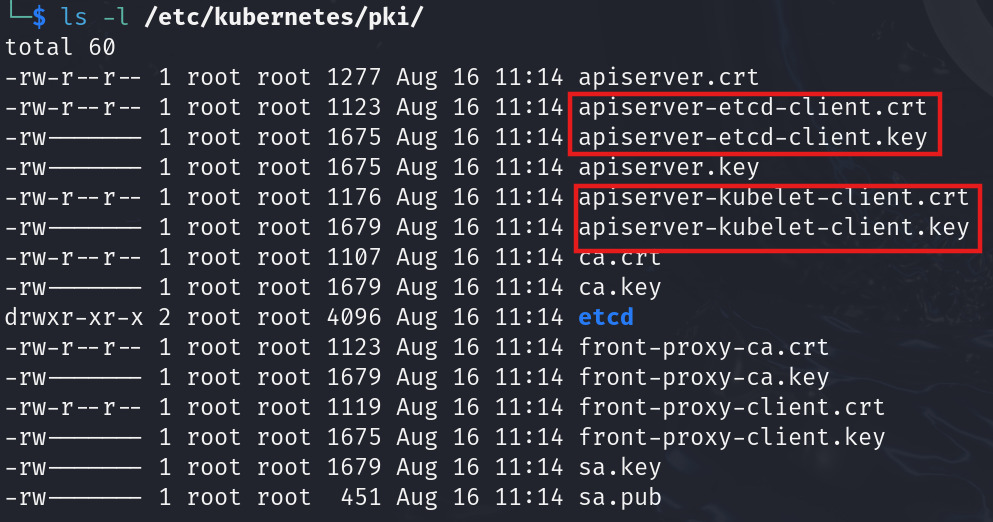 └─$ ls -l /etc/kubernetes/pki/
total 60
-rw-r--r-- 1 root root 1277 Aug 16 11:14 apiserver.crt
-rw-r--r-- 1 root root 1123 Aug 16 11:14 apiserver-etcd-client.crt
-rw------- 1 root root 1675 Aug 16 11:14 apiserver-etcd-client.key
-rw------- 1 root root 1675 Aug 16 11:14 apiserver.key
-rw-r--r-- 1 root root 1176 Aug 16 11:14 apiserver-kubelet-client.crt
-rw------- 1 root root 1679 Aug 16 11:14 apiserver-kubelet-client.key
-rw-r--r-- 1 root root 1107 Aug 16 11:14 ca.crt
-rw------- 1 root root 1679 Aug 16 11:14 ca.key
drwxr-xr-x 2 root root 4096 Aug 16 11:14 etcd
-rw-r--r-- 1 root root 1123 Aug 16 11:14 front-proxy-ca.crt
-rw------- 1 root root 1679 Aug 16 11:14 front-proxy-ca.key
-rw-r--r-- 1 root root 1119 Aug 16 11:14 front-proxy-client.crt
-rw------- 1 root root 1675 Aug 16 11:14 front-proxy-client.key
-rw------- 1 root root 1679 Aug 16 11:14 sa.key
-rw------- 1 root root  451 Aug 16 11:14 sa.pub